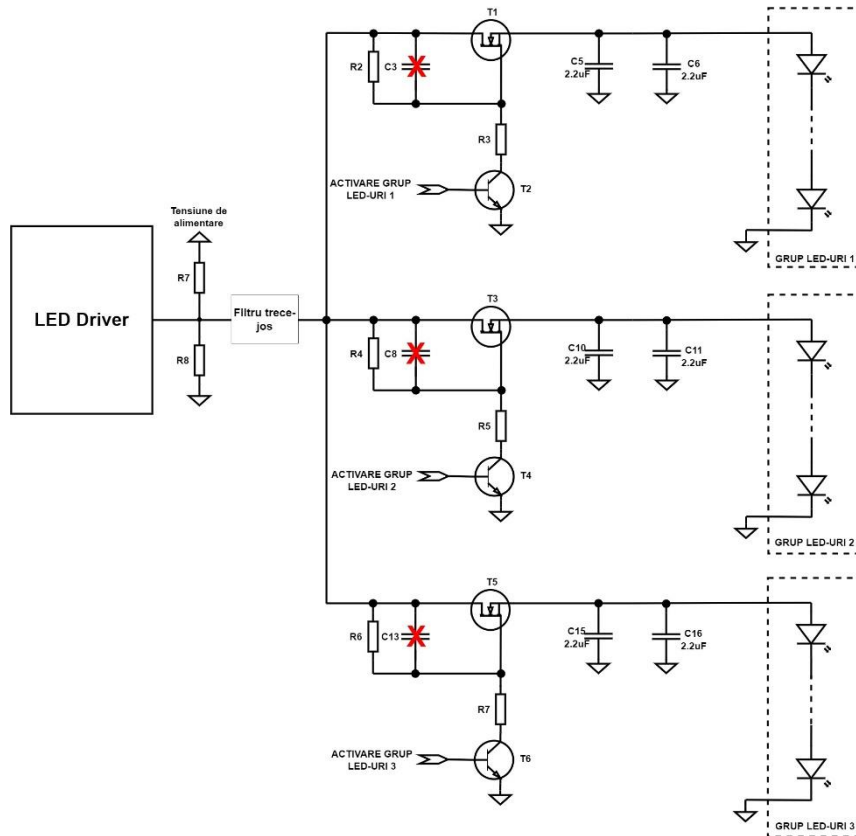 T1
R2
C3
C5
2.2uF
C6
2.2uF
R3
ACTIVARE GRUP
LED-URI 1
T2
GRUP LED-URI 1
Tensiune de
alimentare
R7
LED Driver
Filtru trece-
jos
R8
T3
R4
C8
C10
2.2uF
C11
2.2uF
R5
ACTIVARE GRUP
LED-URI 2
T4
GRUP LED-URI 2
T5
R6
C13
C15
2.2uF
C16
2.2uF
R7
ACTIVARE GRUP
LED-URI 3
T6
GRUP LED-URI 3